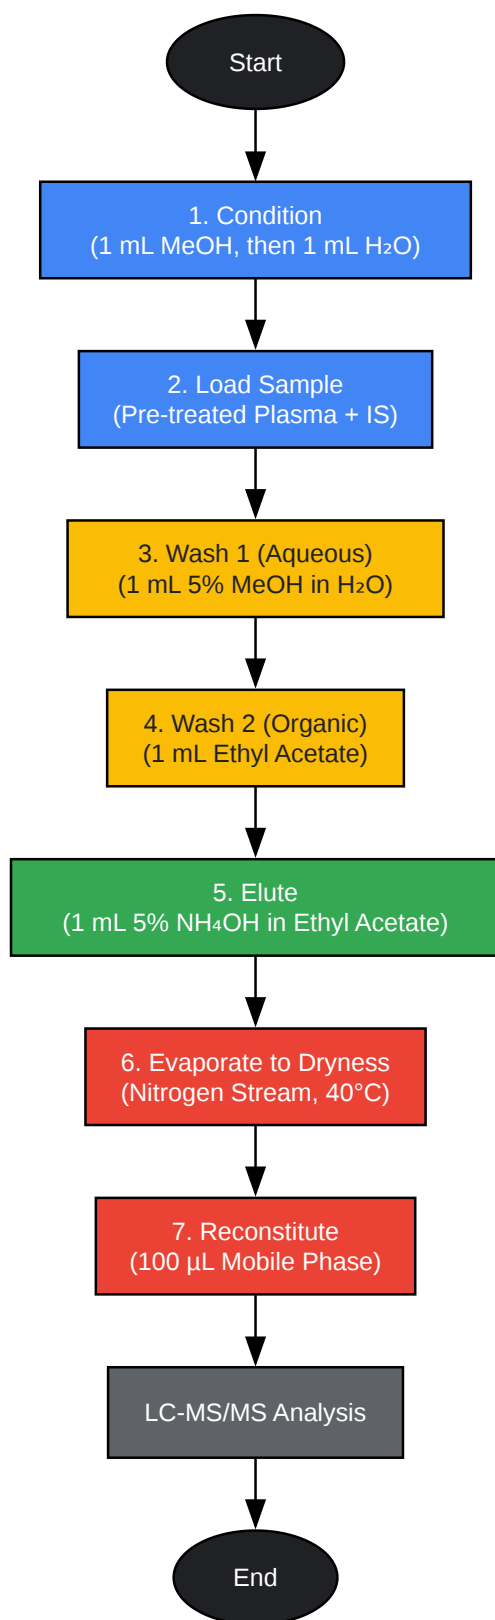 Start
1. Condition
(1 mL MeOH, then 1 mL H₂O)
2. Load Sample
(Pre-treated Plasma + IS)
3. Wash 1 (Aqueous)
(1 mL 5% MeOH in H₂O)
4. Wash 2 (Organic)
(1 mL Ethyl Acetate)
5. Elute
(1 mL 5% NH₄OH in Ethyl Acetate)
6. Evaporate to Dryness
(Nitrogen Stream, 40°C)
7. Reconstitute
(100 µL Mobile Phase)
LC-MS/MS Analysis
End